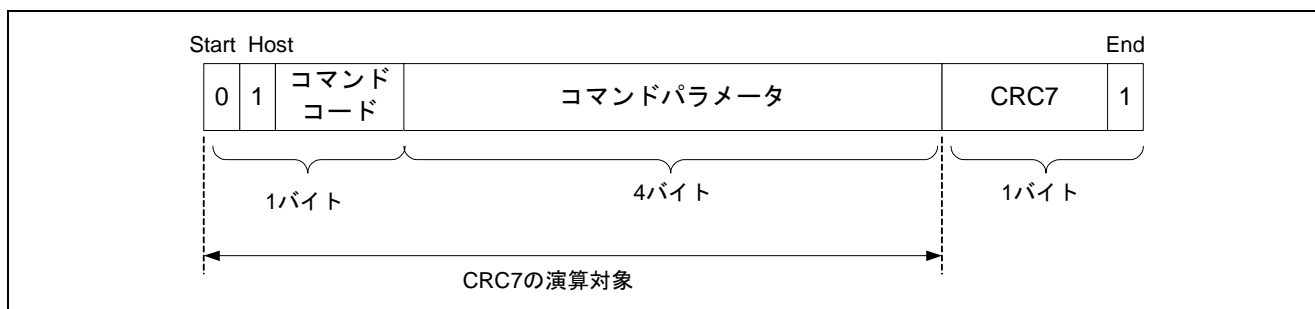 Start Host End
0 1 コマンド
コード コマンドパラメータ CRC7 1
1バイト 4バイト 1バイト
CRC7の演算対象